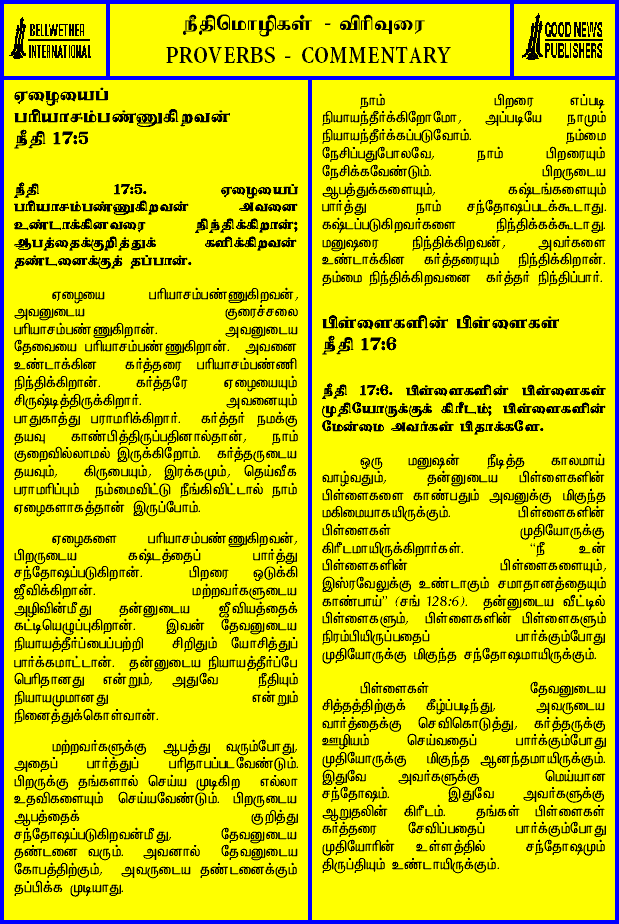 BELLWETHER
INTERNATIONAL
நீதிமொழிகள் - விரிவுரை
PROVERBS - COMMENTARY
GOOD NEWS
PUBLISHERS
ஏழையைப்
பரியாசம்பண்ணுகிறவன்
நீதி 17:5
நீதி 17:5. ஏழையைப்
பரியாசம்பண்ணுகிறவன் அவனை
உண்டாக்கினவரை நிந்திக்கிறான்;
ஆபத்தைக்குறித்துக் களிக்கிறவன்
தண்டனைக்குத் தப்பான்.
ஏழையை பரியாசம்பண்ணுகிறவன்,
அவனுடைய குரைச்சலை
பரியாசம்பண்ணுகிறான். அவனுடைய
தேவையை பரியாசம்பண்ணுகிறான். அவனை
உண்டாக்கின கர்த்தரை பரியாசம்பண்ணி
நிந்திக்கிறான். கர்த்தரே ஏழையையும்
சிருஷ்டித்திருக்கிறார். அவனையும்
பாதுகாத்து பராமரிக்கிறார். கர்த்தர் நமக்கு
தயவு காண்பித்திருப்பதினால்தான், நாம்
குறைவில்லாமல் இருக்கிறோம். கர்த்தருடைய
தயவும், கிருபையும், இரக்கமும், தெய்வீக
பராமரிப்பும் நம்மைவிட்டு நீங்கிவிட்டால் நாம்
ஏழைகளாகத்தான் இருப்போம்.
ஏழைகளை பரியாசம்பண்ணுகிறவன்,
பிறருடைய கஷ்டத்தைப் பார்த்து
சந்தோஷப்படுகிறான். பிறரை ஒடுக்கி
ஜீவிக்கிறான். மற்றவர்களுடைய
அழிவின்மீது தன்னுடைய ஜீவியத்தைக்
கட்டியெழுப்புகிறான். இவன் தேவனுடைய
நியாயத்தீர்ப்பைப்பற்றி சிறிதும் யோசித்துப்
பார்க்கமாட்டான். தன்னுடைய நியாயத்தீர்ப்பே
பெரிதானது என்றும், அதுவே நீதியும்
நியாயமுமானது என்றும்
நினைத்துக்கொள்வான்.
மற்றவர்களுக்கு ஆபத்து வரும்போது,
அதைப் பார்த்துப் பரிதாபப்படவேண்டும்.
பிறருக்கு தங்களால் செய்ய முடிகிற எல்லா
உதவிகளையும் செய்யவேண்டும். பிறருடைய
ஆபத்தைக் குறித்து
சந்தோஷப்படுகிறவன்மீது, தேவனுடைய
தண்டனை வரும். அவனால் தேவனுடைய
கோபத்திற்கும், அவருடைய தண்டனைக்கும்
தப்பிக்க முடியாது.
நாம் பிறரை எப்படி
நியாயந்தீர்க்கிறோமோ, அப்படியே நாமும்
நியாயந்தீர்க்கப்படுவோம். நம்மை
நேசிப்பதுபோலவே, நாம் பிறரையும்
நேசிக்கவேண்டும். பிறருடைய
ஆபத்துக்களையும், கஷ்டங்களையும்
பார்த்து நாம் சந்தோஷப்படக்கூடாது.
கஷ்டப்படுகிறவர்களை நிந்திக்கக்கூடாது.
மனுஷரை நிந்திக்கிறவன், அவர்களை
உண்டாக்கின கர்த்தரையும் நிந்திக்கிறான்.
தம்மை நிந்திக்கிறவனை கர்த்தர் நிந்திப்பார்.
பிள்ளைகளின் பிள்ளைகள்
நீதி 17:6
நீதி 17:6. பிள்ளைகளின் பிள்ளைகள்
முதியோருக்குக் கிரீடம்; பிள்ளைகளின்
மேன்மை அவர்கள் பிதாக்களே.
ஒரு மனுஷன் நீடித்த காலமாய்
வாழ்வதும், தன்னுடைய பிள்ளைகளின்
பிள்ளைகளை காண்பதும் அவனுக்கு மிகுந்த
மகிமையாகயிருக்கும். பிள்ளைகளின்
பிள்ளைகள் முதியோருக்கு
கிரீடமாயிருக்கிறார்கள். "நீ உன்
பிள்ளைகளின் பிள்ளைகளையும்,
இஸ்ரவேலுக்கு உண்டாகும் சமாதானத்தையும்
காண்பாய்" (சங் 128:6). தன்னுடைய வீட்டில்
பிள்ளைகளும், பிள்ளைகளின் பிள்ளைகளும்
நிரம்பியிருப்பதைப் பார்க்கும்போது
முதியோருக்கு மிகுந்த சந்தோஷமாயிருக்கும்.
பிள்ளைகள் தேவனுடைய
சித்தத்திற்குக் கீழ்ப்படிந்து, அவருடைய
வார்த்தைக்கு செவிகொடுத்து, கர்த்தருக்கு
ஊழியம் செய்வதைப் பார்க்கும்போது
முதியோருக்கு மிகுந்த ஆனந்தமாயிருக்கும்.
இதுவே அவர்களுக்கு மெய்யான
சந்தோஷம். இதுவே அவர்களுக்கு
ஆறுதலின் கிரீடம். தங்கள் பிள்ளைகள்
கர்த்தரை சேவிப்பதைப் பார்க்கும்போது
முதியோரின் உள்ளத்தில் சந்தோஷமும்
திருப்தியும் உண்டாயிருக்கும்.